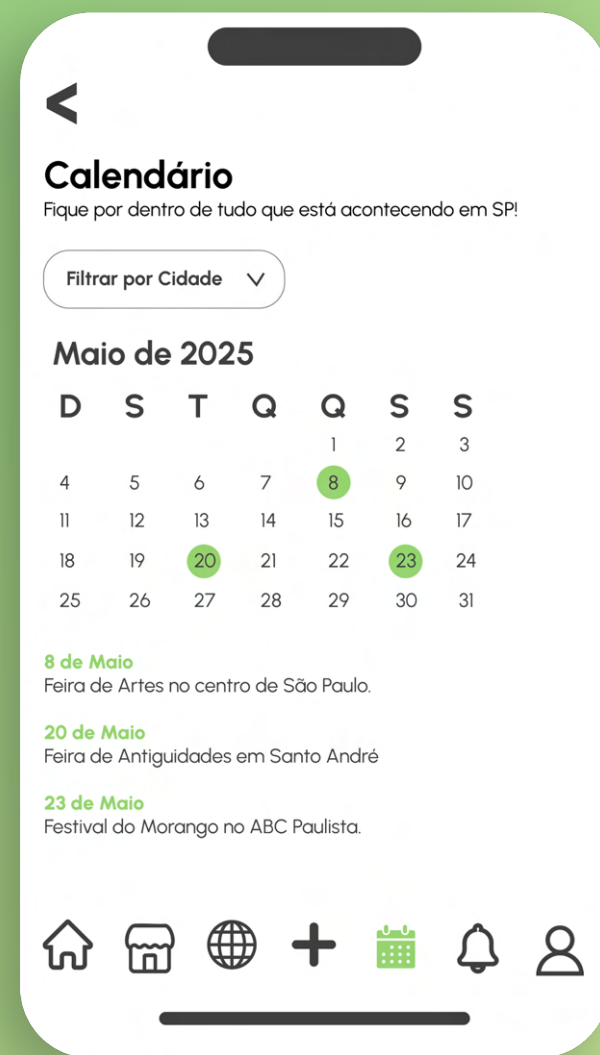 <
Calendário
Fique por dentro de tudo que está acontecendo em SP!
Filtrar por Cidade
Maio de 2025
D S T Q Q S S
1 2 3
4 5 6 7 8 9 10
11 12 13 14 15 16 17
18 19 20 21 22 23 24
25 26 27 28 29 30 31
8 de Maio
Feira de Artes no centro de São Paulo.
20 de Maio
Feira de Antiguidades em Santo André
23 de Maio
Festival do Morango no ABC Paulista.